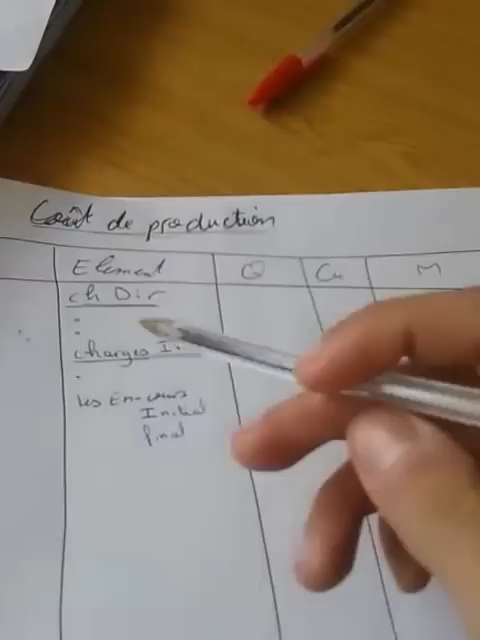 Coût de production
Element Q Cu M
ch Dir
:
charges I.
.
Les En-cours
Initial
final